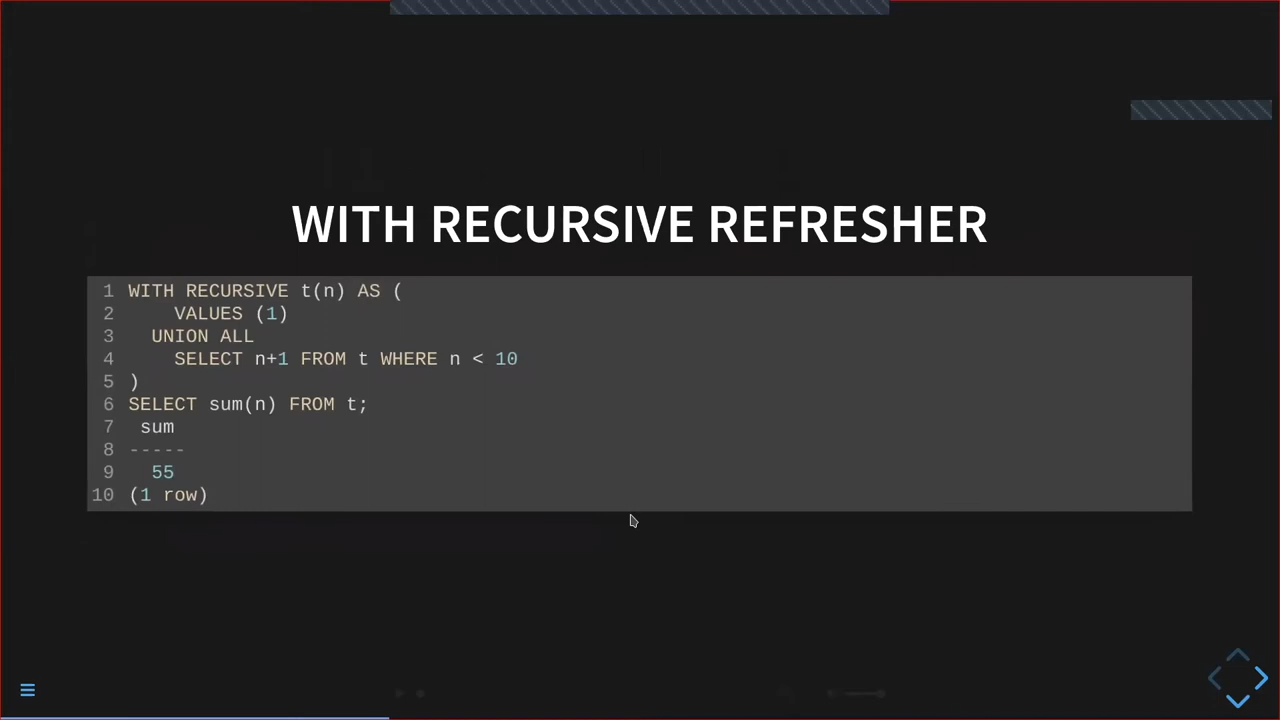 WITH RECURSIVE REFRESHER
1 WITH RECURSIVE t(n) AS (
2     VALUES (1)
3   UNION ALL
4     SELECT n+1 FROM t WHERE n < 10
5 )
6 SELECT sum(n) FROM t;
7  sum
8 -----
9   55
10 (1 row)